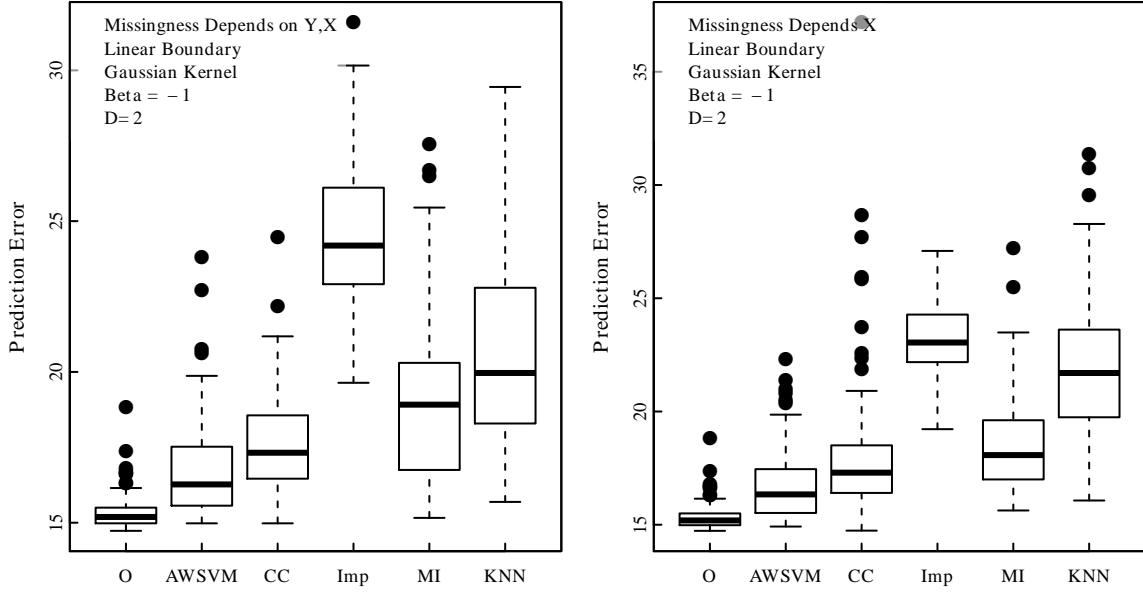 Missingness Depends on Y,X
Linear Boundary
Gaussian Kernel
Beta = − 1
D= 2
Prediction Error
30
25
20
15
O AWSVM CC Imp MI KNN
Missingness Depends X
Linear Boundary
Gaussian Kernel
Beta = − 1
D= 2
Prediction Error
35
30
25
20
15
O AWSVM CC Imp MI KNN